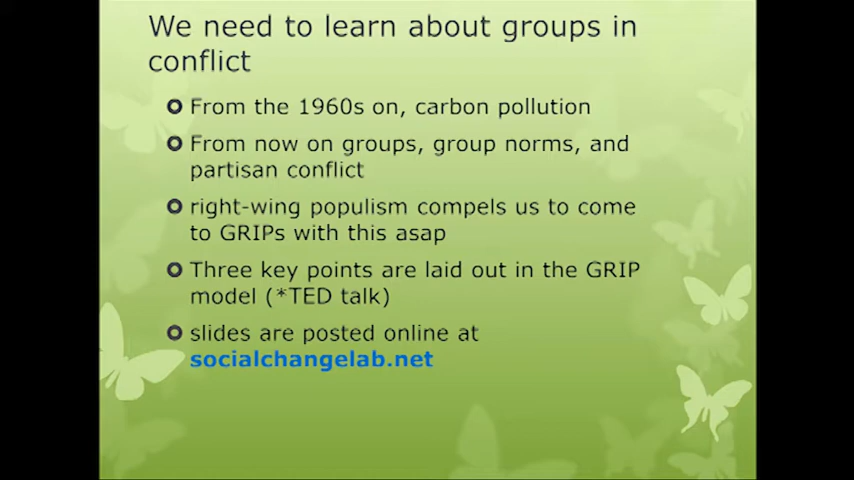 We need to learn about groups in
conflict
From the 1960s on, carbon pollution
From now on groups, group norms, and
partisan conflict
right-wing populism compels us to come
to GRIPs with this asap
Three key points are laid out in the GRIP
model (*TED talk)
slides are posted online at
socialchangelab.net